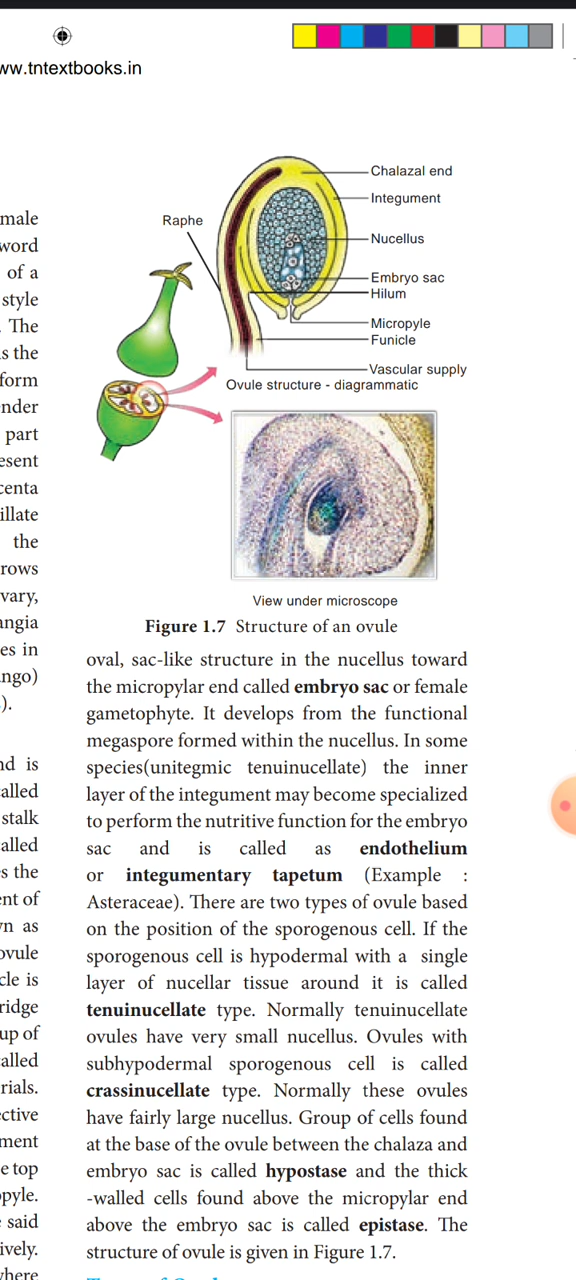 ww.tntextbooks.in
male
word
of a
style
. The
s the
form
nder
part
esent
centa
illate
the
rows
vary,
angia
es in
ngo)
).
nd is
alled
stalk
alled
s the
ent of
vn as
ovule
cle is
ridge
up of
alled
rials.
ective
ment
e top
pyle.
said
ively.
where
Chalazal end
Integument
Raphe
Nucellus
Embryo sac
Hilum
Micropyle
Funicle
Vascular supply
Ovule structure - diagrammatic
View under microscope
Figure 1.7 Structure of an ovule
oval, sac-like structure in the nucellus toward
the micropylar end called embryo sac or female
gametophyte. It develops from the functional
megaspore formed within the nucellus. In some
species(unitegmic tenuinucellate) the inner
layer of the integument may become specialized
to perform the nutritive function for the embryo
sac and is called as endothelium
or integumentary tapetum (Example :
Asteraceae). There are two types of ovule based
on the position of the sporogenous cell. If the
sporogenous cell is hypodermal with a single
layer of nucellar tissue around it is called
tenuinucellate type. Normally tenuinucellate
ovules have very small nucellus. Ovules with
subhypodermal sporogenous cell is called
crassinucellate type. Normally these ovules
have fairly large nucellus. Group of cells found
at the base of the ovule between the chalaza and
embryo sac is called hypostase and the thick
-walled cells found above the micropylar end
above the embryo sac is called epistase. The
structure of ovule is given in Figure 1.7.